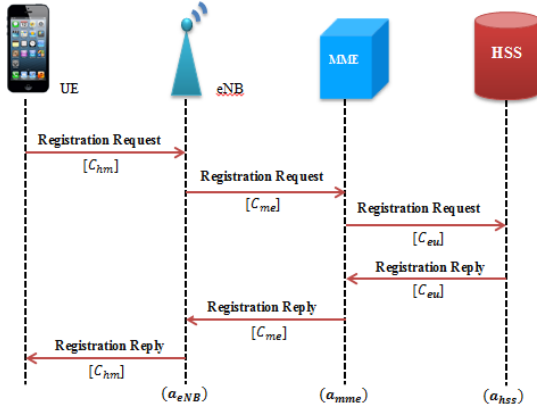 UE
eNB
MME
HSS
Registration Request
[C_hm]
Registration Request
[C_me]
Registration Request
[C_eu]
Registration Reply
[C_eu]
Registration Reply
[C_me]
Registration Reply
[C_hm]
(a_eNB)
(a_mme)
(a_hss)